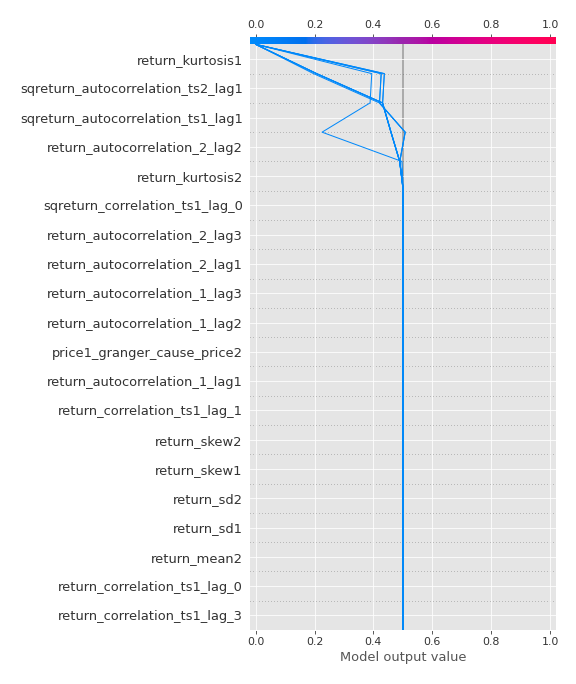 0.0 0.2 0.4 0.6 0.8 1.0
return_kurtosis1
sqreturn_autocorrelation_ts2_lag1
sqreturn_autocorrelation_ts1_lag1
return_autocorrelation_2_lag2
return_kurtosis2
sqreturn_correlation_ts1_lag_0
return_autocorrelation_2_lag3
return_autocorrelation_2_lag1
return_autocorrelation_1_lag3
return_autocorrelation_1_lag2
price1_granger_cause_price2
return_autocorrelation_1_lag1
return_correlation_ts1_lag_1
return_skew2
return_skew1
return_sd2
return_sd1
return_mean2
return_correlation_ts1_lag_0
return_correlation_ts1_lag_3
0.0 0.2 0.4 0.6 0.8 1.0
Model output value